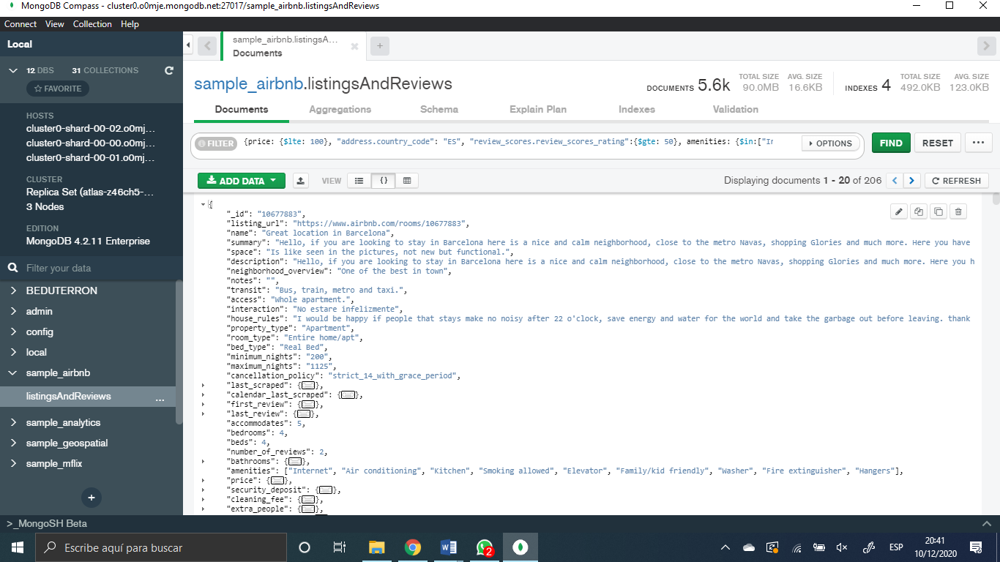 MongoDB Compass - cluster0.o0mje.mongodb.net:27017/sample_airbnb.listingsAndReviews
Connect View Collection Help
Local
12 DBS 31 COLLECTIONS
FAVORITE
HOSTS
cluster0-shard-00-02.o0mj...
cluster0-shard-00-00.o0mj...
cluster0-shard-00-01.o0mj...
CLUSTER
Replica Set (atlas-z46ch5-...
3 Nodes
EDITION
MongoDB 4.2.11 Enterprise
Filter your data
BEDUTERRON
admin
config
local
sample_airbnb
listingsAndReviews ...
sample_analytics
sample_geospatial
sample_mflix
sample_airbnb.listingsA...
Documents
sample_airbnb.listingsAndReviews
DOCUMENTS 5.6k TOTAL SIZE 90.0MB AVG. SIZE 16.6KB INDEXES 4 TOTAL SIZE 492.0KB AVG. SIZE 123.0KB
Documents Aggregations Schema Explain Plan Indexes Validation
FILTER {price: {$lte: 100}, "address.country_code": "ES", "review_scores.review_scores_rating":{$gte: 50}, amenities: {$in:["Ir OPTIONS FIND RESET ...
ADD DATA VIEW {} Displaying documents 1 - 20 of 206 REFRESH
{
"_id": "10677883",
"listing_url": "https://www.airbnb.com/rooms/10677883",
"name": "Great location in Barcelona",
"summary": "Hello, if you are looking to stay in Barcelona here is a nice and calm neighborhood, close to the metro Navas, shopping Glories and much more. Here you have
"space": "Is like seen in the pictures, not new but functional.",
"description": "Hello, if you are looking to stay in Barcelona here is a nice and calm neighborhood, close to the metro Navas, shopping Glories and much more. Here you h
"neighborhood_overview": "One of the best in town",
"notes": "",
"transit": "Bus, train, metro and taxi.",
"access": "Whole apartment.",
"interaction": "No estare infelizmente",
"house_rules": "I would be happy if people that stays make no noisy after 22 o'clock, save energy and water for the world and take the garbage out before leaving. thank
"property_type": "Apartment",
"room_type": "Entire home/apt",
"bed_type": "Real Bed",
"minimum_nights": "200",
"maximum_nights": "1125",
"cancellation_policy": "strict_14_with_grace_period",
"last_scraped": {},
"calendar_last_scraped": {},
"first_review": {},
"last_review": {},
"accommodates": 5,
"bedrooms": 4,
"beds": 4,
"number_of_reviews": 2,
"bathrooms": {},
"amenities": ["Internet", "Air conditioning", "Kitchen", "Smoking allowed", "Elevator", "Family/kid friendly", "Washer", "Fire extinguisher", "Hangers"],
"price": {},
"security_deposit": {},
"cleaning_fee": {},
"extra_people": {},
>_MongoSH Beta
Escribe aquí para buscar
2
ESP
20:41
10/12/2020